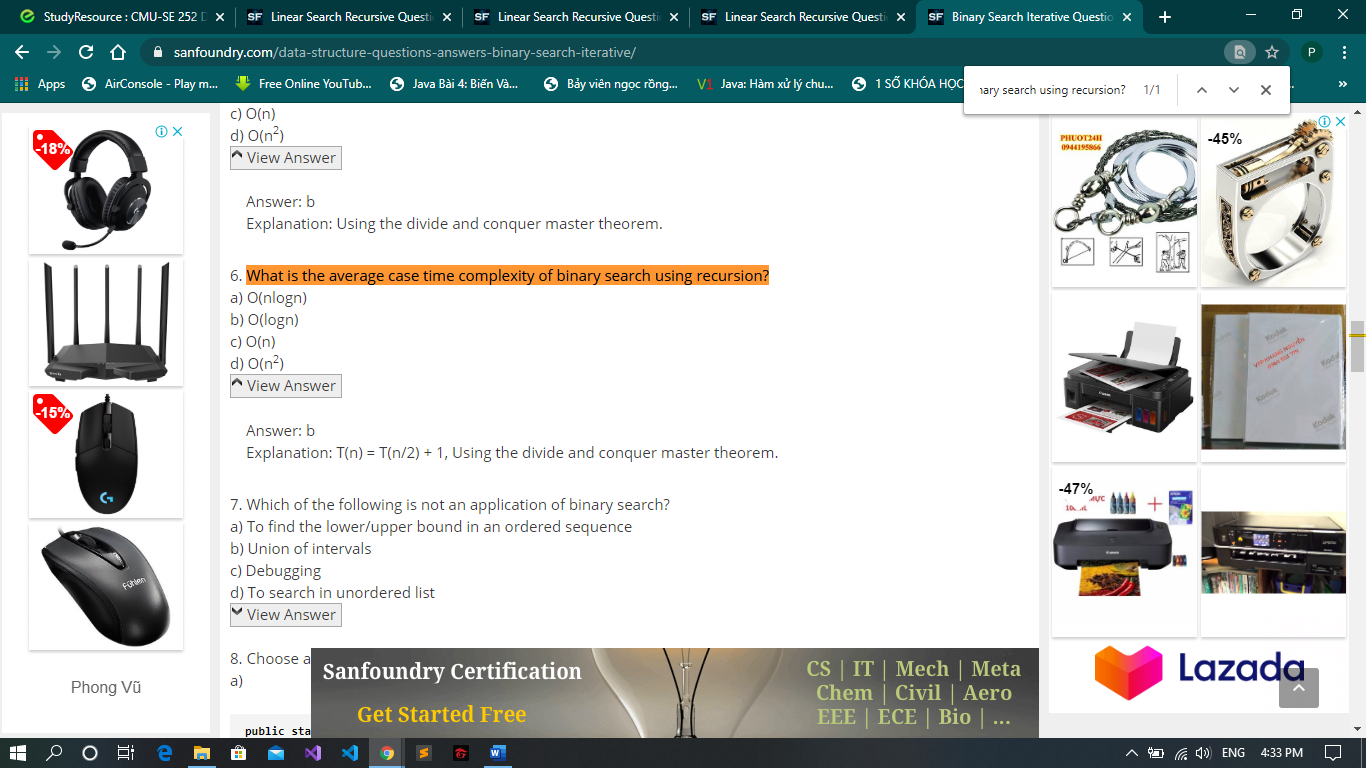 StudyResource : CMU-SE 252 D
Linear Search Recursive Questi
Linear Search Recursive Questi
Linear Search Recursive Questi
Binary Search Iterative Questio
sanfoundry.com/data-structure-questions-answers-binary-search-iterative/
P
Apps
AirConsole - Play m...
Free Online YouTub...
Java Bài 4: Biến Và...
Bảy viên ngọc rồng...
V1 Java: Hàm xử lý chu...
1 SỐ KHÓA HỌC
nary search using recursion? 1/1
c) O(n)
d) O(n²)
View Answer
Answer: b
Explanation: Using the divide and conquer master theorem.
6. What is the average case time complexity of binary search using recursion?
a) O(nlogn)
b) O(logn)
c) O(n)
d) O(n²)
View Answer
Answer: b
Explanation: T(n) = T(n/2) + 1, Using the divide and conquer master theorem.
7. Which of the following is not an application of binary search?
a) To find the lower/upper bound in an ordered sequence
b) Union of intervals
c) Debugging
d) To search in unordered list
View Answer
8. Choose a
a)
public sta
Sanfoundry Certification
Get Started Free
CS | IT | Mech | Meta
Chem | Civil | Aero
EEE | ECE | Bio | ...
-18%
-15%
Fühlen
Phong Vũ
PHUOT24H
0944195866
-45%
Canon
Kodak
-47%
Lazada
ENG 4:33 PM